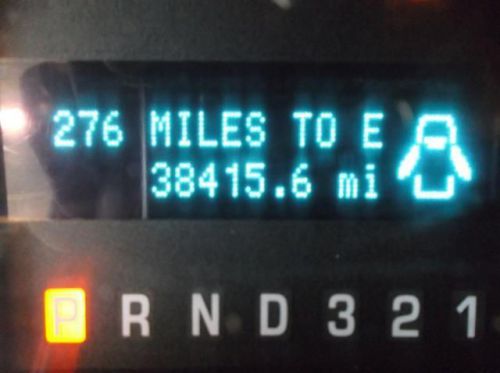 276 MILES TO E
38415.6 mi
P R N D 3 2 1